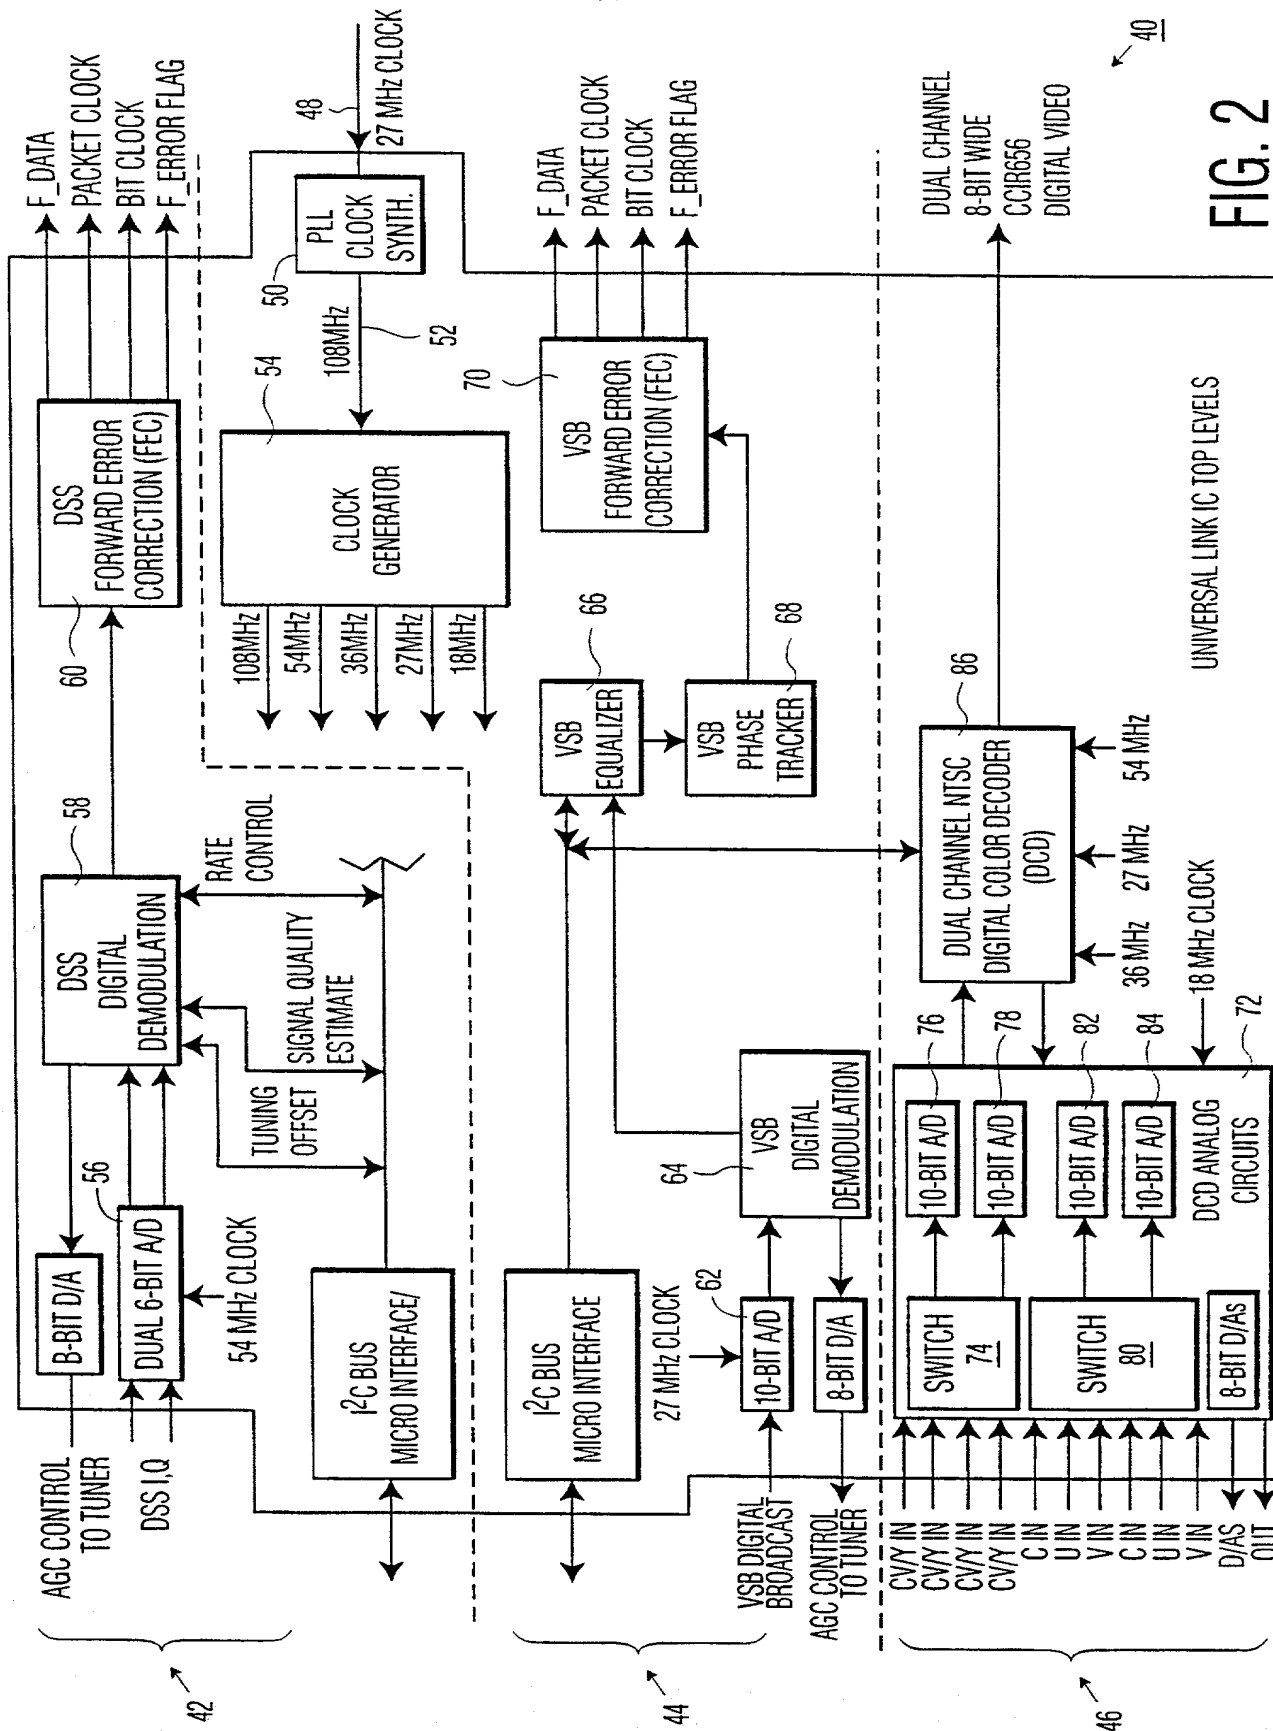 42
AGC CONTROL
TO TUNER
DSS I,Q
B-BIT D/A
DUAL 6-BIT A/D
56
54 MHz CLOCK
I²C BUS
MICRO INTERFACE/
TUNING
OFFSET
SIGNAL QUALITY
ESTIMATE
RATE
CONTROL
DSS
DIGITAL
DEMODULATION
58
60
DSS
FORWARD ERROR
CORRECTION (FEC)
F_DATA
PACKET CLOCK
BIT CLOCK
F_ERROR FLAG
108MHz
54MHz
36MHz
27MHz
18MHz
CLOCK
GENERATOR
54
108MHz
52
50
PLL
CLOCK
SYNTH.
48
27 MHz CLOCK
44
I²C BUS
MICRO INTERFACE
27 MHz CLOCK
62
VSB DIGITAL
BROADCAST
AGC CONTROL
TO TUNER
10-BIT A/D
8-BIT D/A
64
VSB
DIGITAL
DEMODULATION
VSB
EQUALIZER
66
VSB
PHASE
TRACKER
68
70
VSB
FORWARD ERROR
CORRECTION (FEC)
F_DATA
PACKET CLOCK
BIT CLOCK
F_ERROR FLAG
46
CV/Y IN
CV/Y IN
CV/Y IN
CV/Y IN
C IN
U IN
V IN
C IN
U IN
V IN
D/AS
OUT
SWITCH
74
SWITCH
80
8-BIT D/As
10-BIT A/D
76
10-BIT A/D
78
10-BIT A/D
82
10-BIT A/D
84
DCD ANALOG
CIRCUITS
72
18 MHz CLOCK
DUAL CHANNEL NTSC
DIGITAL COLOR DECODER
(DCD)
86
36 MHz
27 MHz
54 MHz
DUAL CHANNEL
8-BIT WIDE
CCIR656
DIGITAL VIDEO
UNIVERSAL LINK IC TOP LEVELS
40
FIG. 2